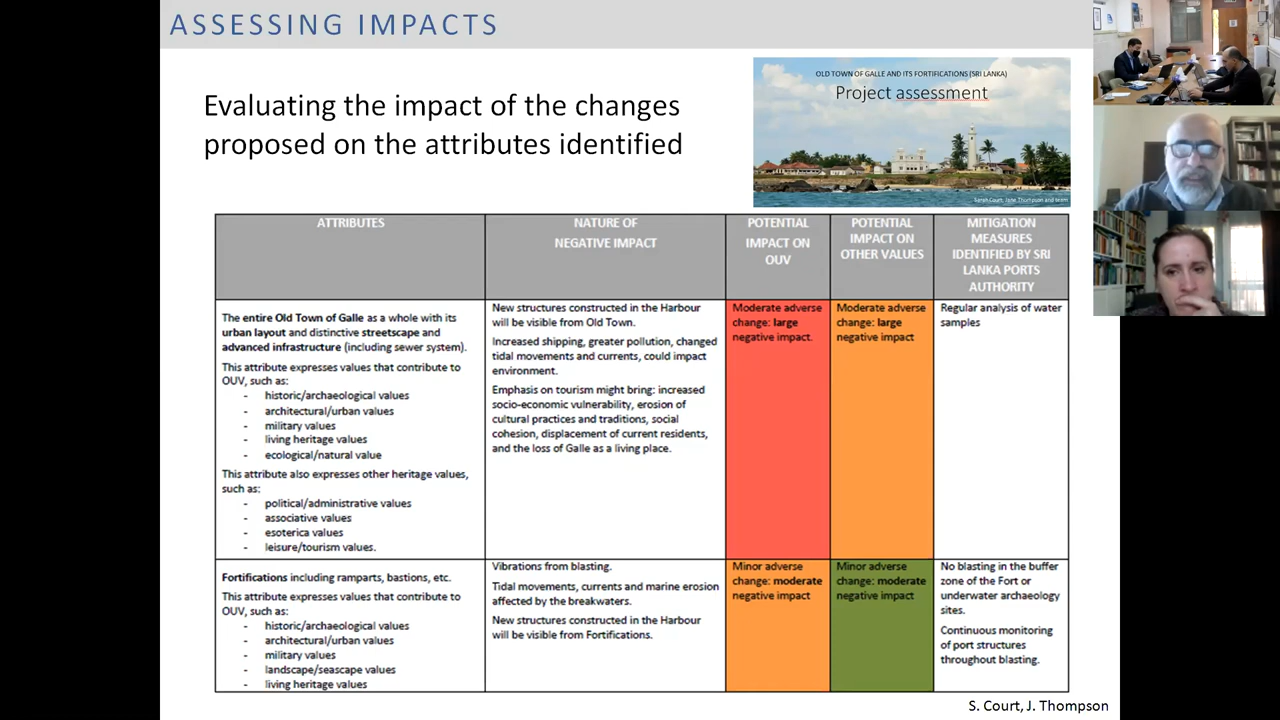 ASSESSING IMPACTS
Evaluating the impact of the changes
proposed on the attributes identified
OLD TOWN OF GALLE AND ITS FORTIFICATIONS (SRI LANKA)
Project assessment
Sarah Court, Jane Thompson and team
ATTRIBUTES
NATURE OF
NEGATIVE IMPACT
POTENTIAL
IMPACT ON
OUV
POTENTIAL
IMPACT ON
OTHER VALUES
MITIGATION
MEASURES
IDENTIFIED BY SRI
LANKA PORTS
AUTHORITY
The entire Old Town of Galle as a whole with its
urban layout and distinctive streetscape and
advanced infrastructure (including sewer system).
This attribute expresses values that contribute to
OUV, such as:
- historic/archaeological values
- architectural/urban values
- military values
- living heritage values
- ecological/natural value
This attribute also expresses other heritage values,
such as:
- political/administrative values
- associative values
- esoterica values
- leisure/tourism values.
New structures constructed in the Harbour
will be visible from Old Town.
Increased shipping, greater pollution, changed
tidal movements and currents, could impact
environment.
Emphasis on tourism might bring: increased
socio-economic vulnerability, erosion of
cultural practices and traditions, social
cohesion, displacement of current residents,
and the loss of Galle as a living place.
Moderate adverse
change: large
negative impact.
Moderate adverse
change: large
negative impact
Regular analysis of water
samples
Fortifications including ramparts, bastions, etc.
This attribute expresses values that contribute to
OUV, such as:
- historic/archaeological values
- architectural/urban values
- military values
- landscape/seascape values
- living heritage values
Vibrations from blasting.
Tidal movements, currents and marine erosion
affected by the breakwaters.
New structures constructed in the Harbour
will be visible from Fortifications.
Minor adverse
change: moderate
negative impact
Minor adverse
change: moderate
negative impact
No blasting in the buffer
zone of the Fort or
underwater archaeology
sites.
Continuous monitoring
of port structures
throughout blasting.
S. Court, J. Thompson